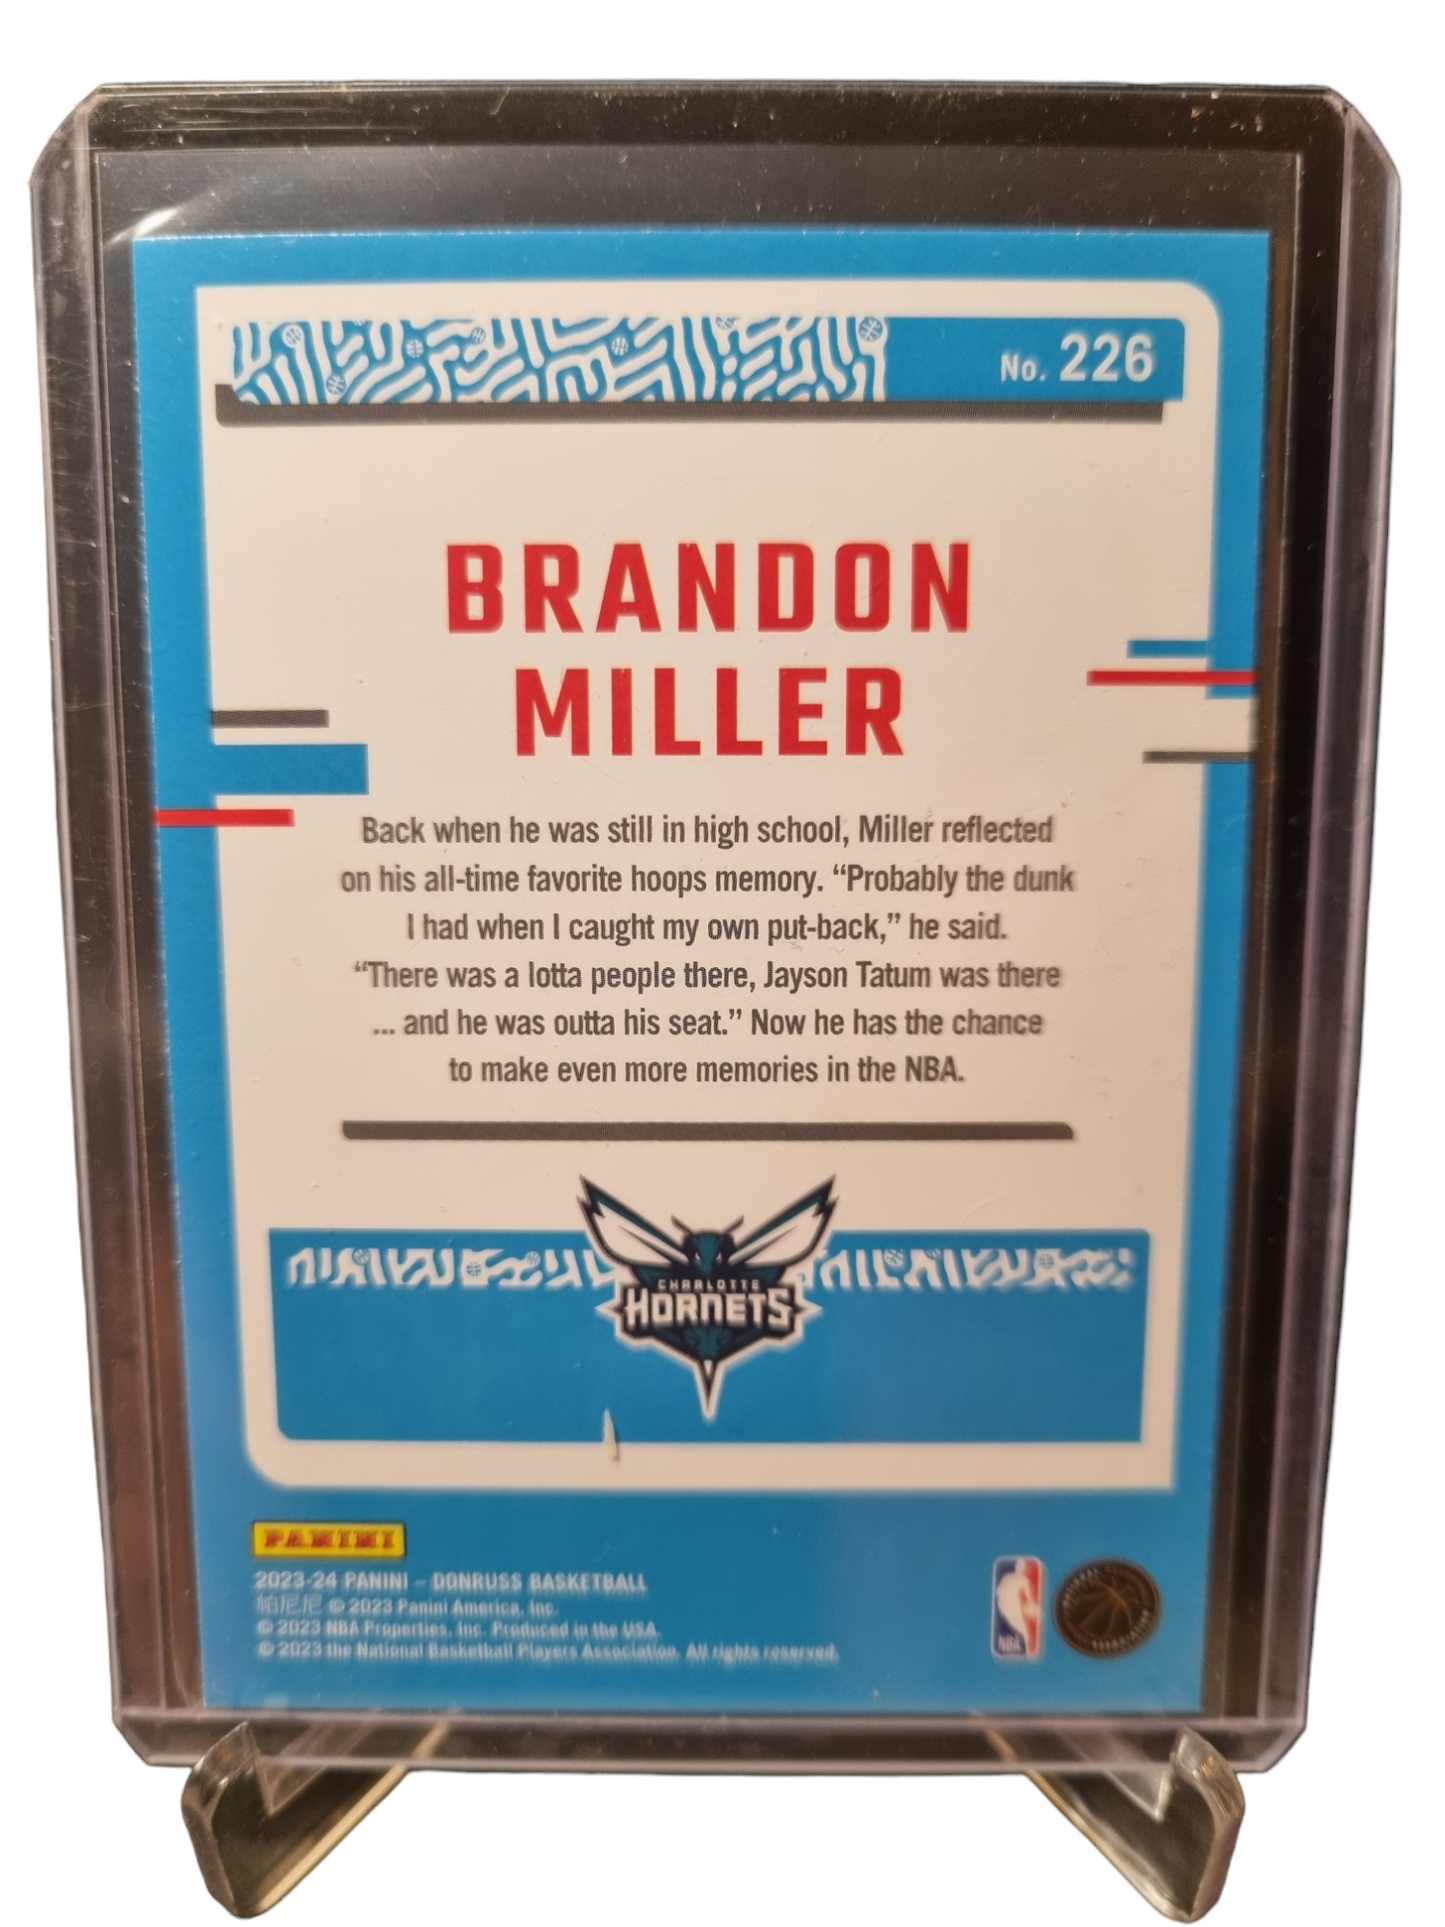 No. 226
BRANDON
MILLER
Back when he was still in high school, Miller reflected
on his all-time favorite hoops memory. “Probably the dunk
I had when I caught my own put-back,” he said.
“There was a lotta people there, Jayson Tatum was there
... and he was outta his seat.” Now he has the chance
to make even more memories in the NBA.
CHARLOTTE
HORNETS
PANINI
2023-24 PANINI – DONRUSS BASKETBALL
帕尼尼 © 2023 Panini America, Inc.
© 2023 NBA Properties, Inc. Produced in the USA.
© 2023 the National Basketball Players Association. All rights reserved.
NBA